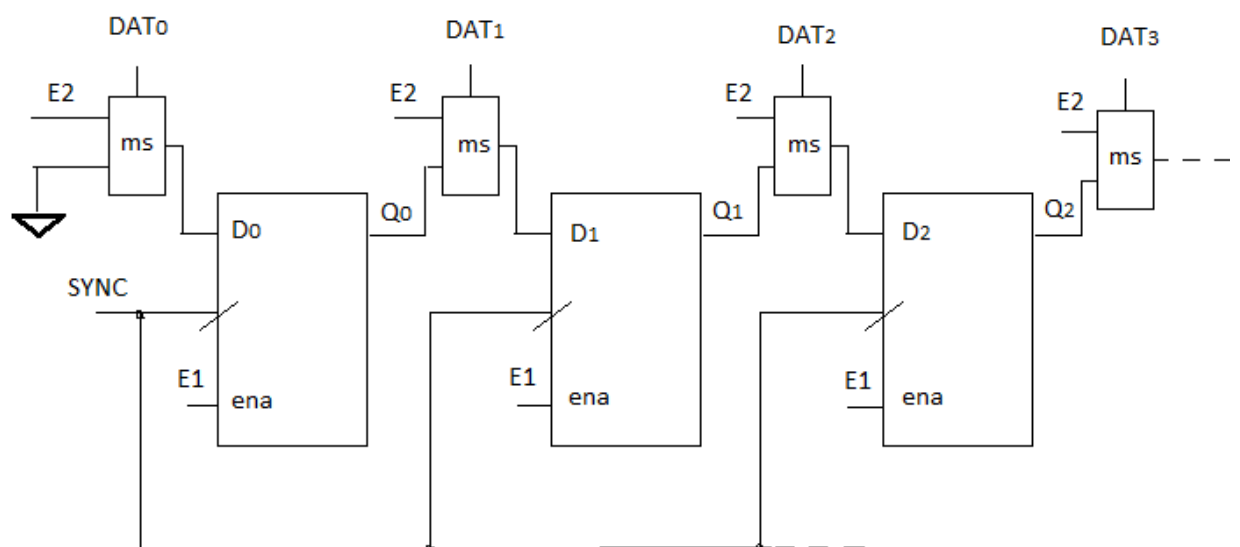 DAT0 DAT1 DAT2 DAT3
E2 E2 E2 E2
ms ms ms ms
Q0 Q1 Q2
D0 D1 D2
SYNC
E1 E1 E1
ena ena ena